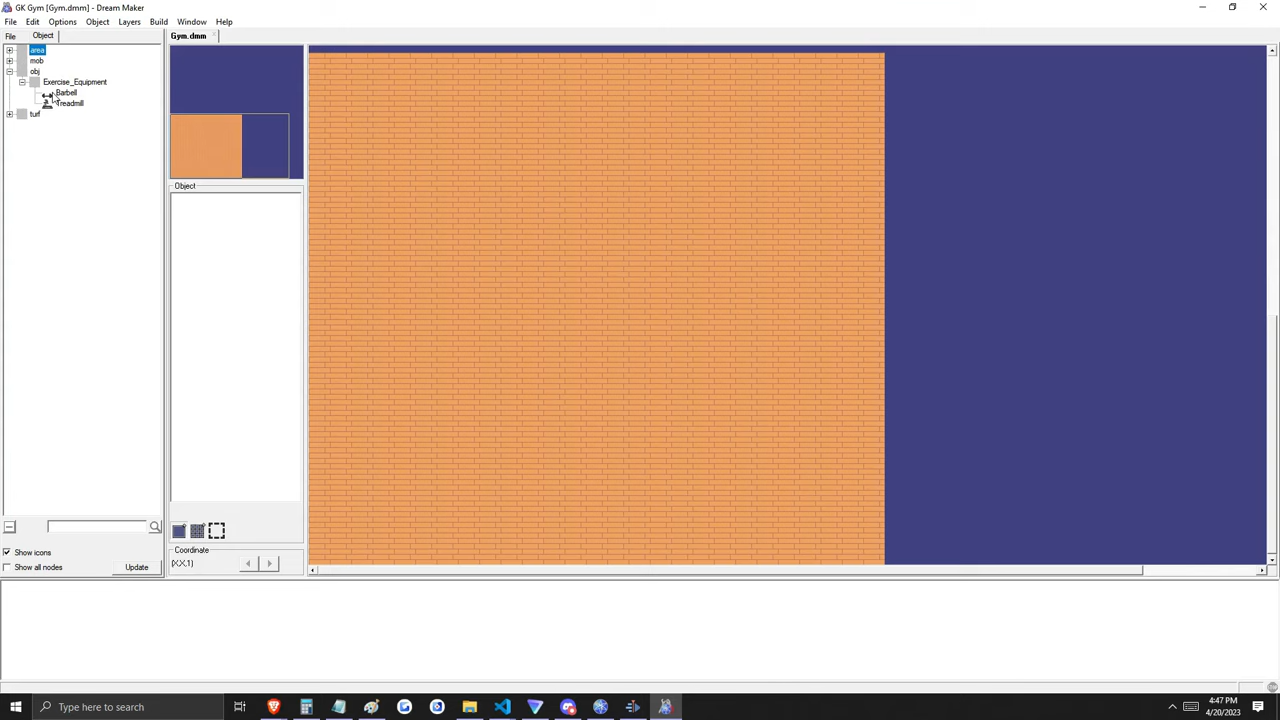 GK Gym [Gym.dmm] - Dream Maker
File Edit Options Object Layers Build Window Help
File Object
Gym.dmm
area
mob
obj
Exercise_Equipment
Barbell
Treadmill
turf
Object
Show icons
Show all nodes
Update
Coordinate
(X,X,1)
Type here to search
4:47 PM
4/20/2023